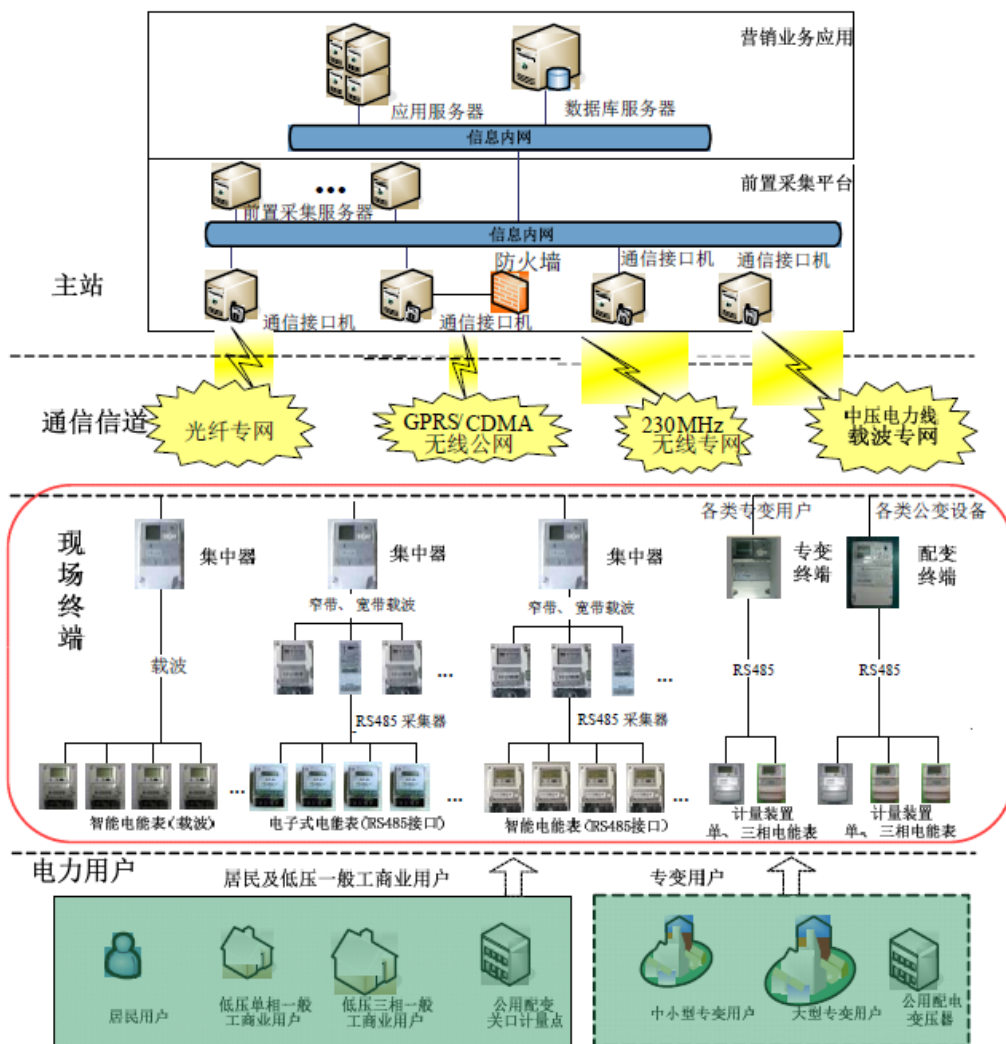 营销业务应用
应用服务器
数据库服务器
信息内网
前置采集平台
前置采集服务器
信息内网
主站
防火墙
通信接口机
通信接口机
通信接口机
通信接口机
通信信道
光纤专网
GPRS/CDMA
无线公网
230MHz
无线专网
中压电力线
载波专网
现场终端
集中器
集中器
集中器
各类专变用户
各类公变设备
专变
终端
配变
终端
窄带、宽带载波
窄带、宽带载波
载波
RS485
RS485
...
...
RS485 采集器
RS485 采集器
...
...
...
智能电能表(载波)
电子式电能表(RS485接口)
智能电能表(RS485接口)
计量装置
单、三相电能表
计量装置
单、三相电能表
电力用户
居民及低压一般工商业用户
专变用户
居民用户
低压单相一般
工商业用户
低压三相一般
工商业用户
公用配变
关口计量点
中小型专变用户
大型专变用户
公用配电
变压器